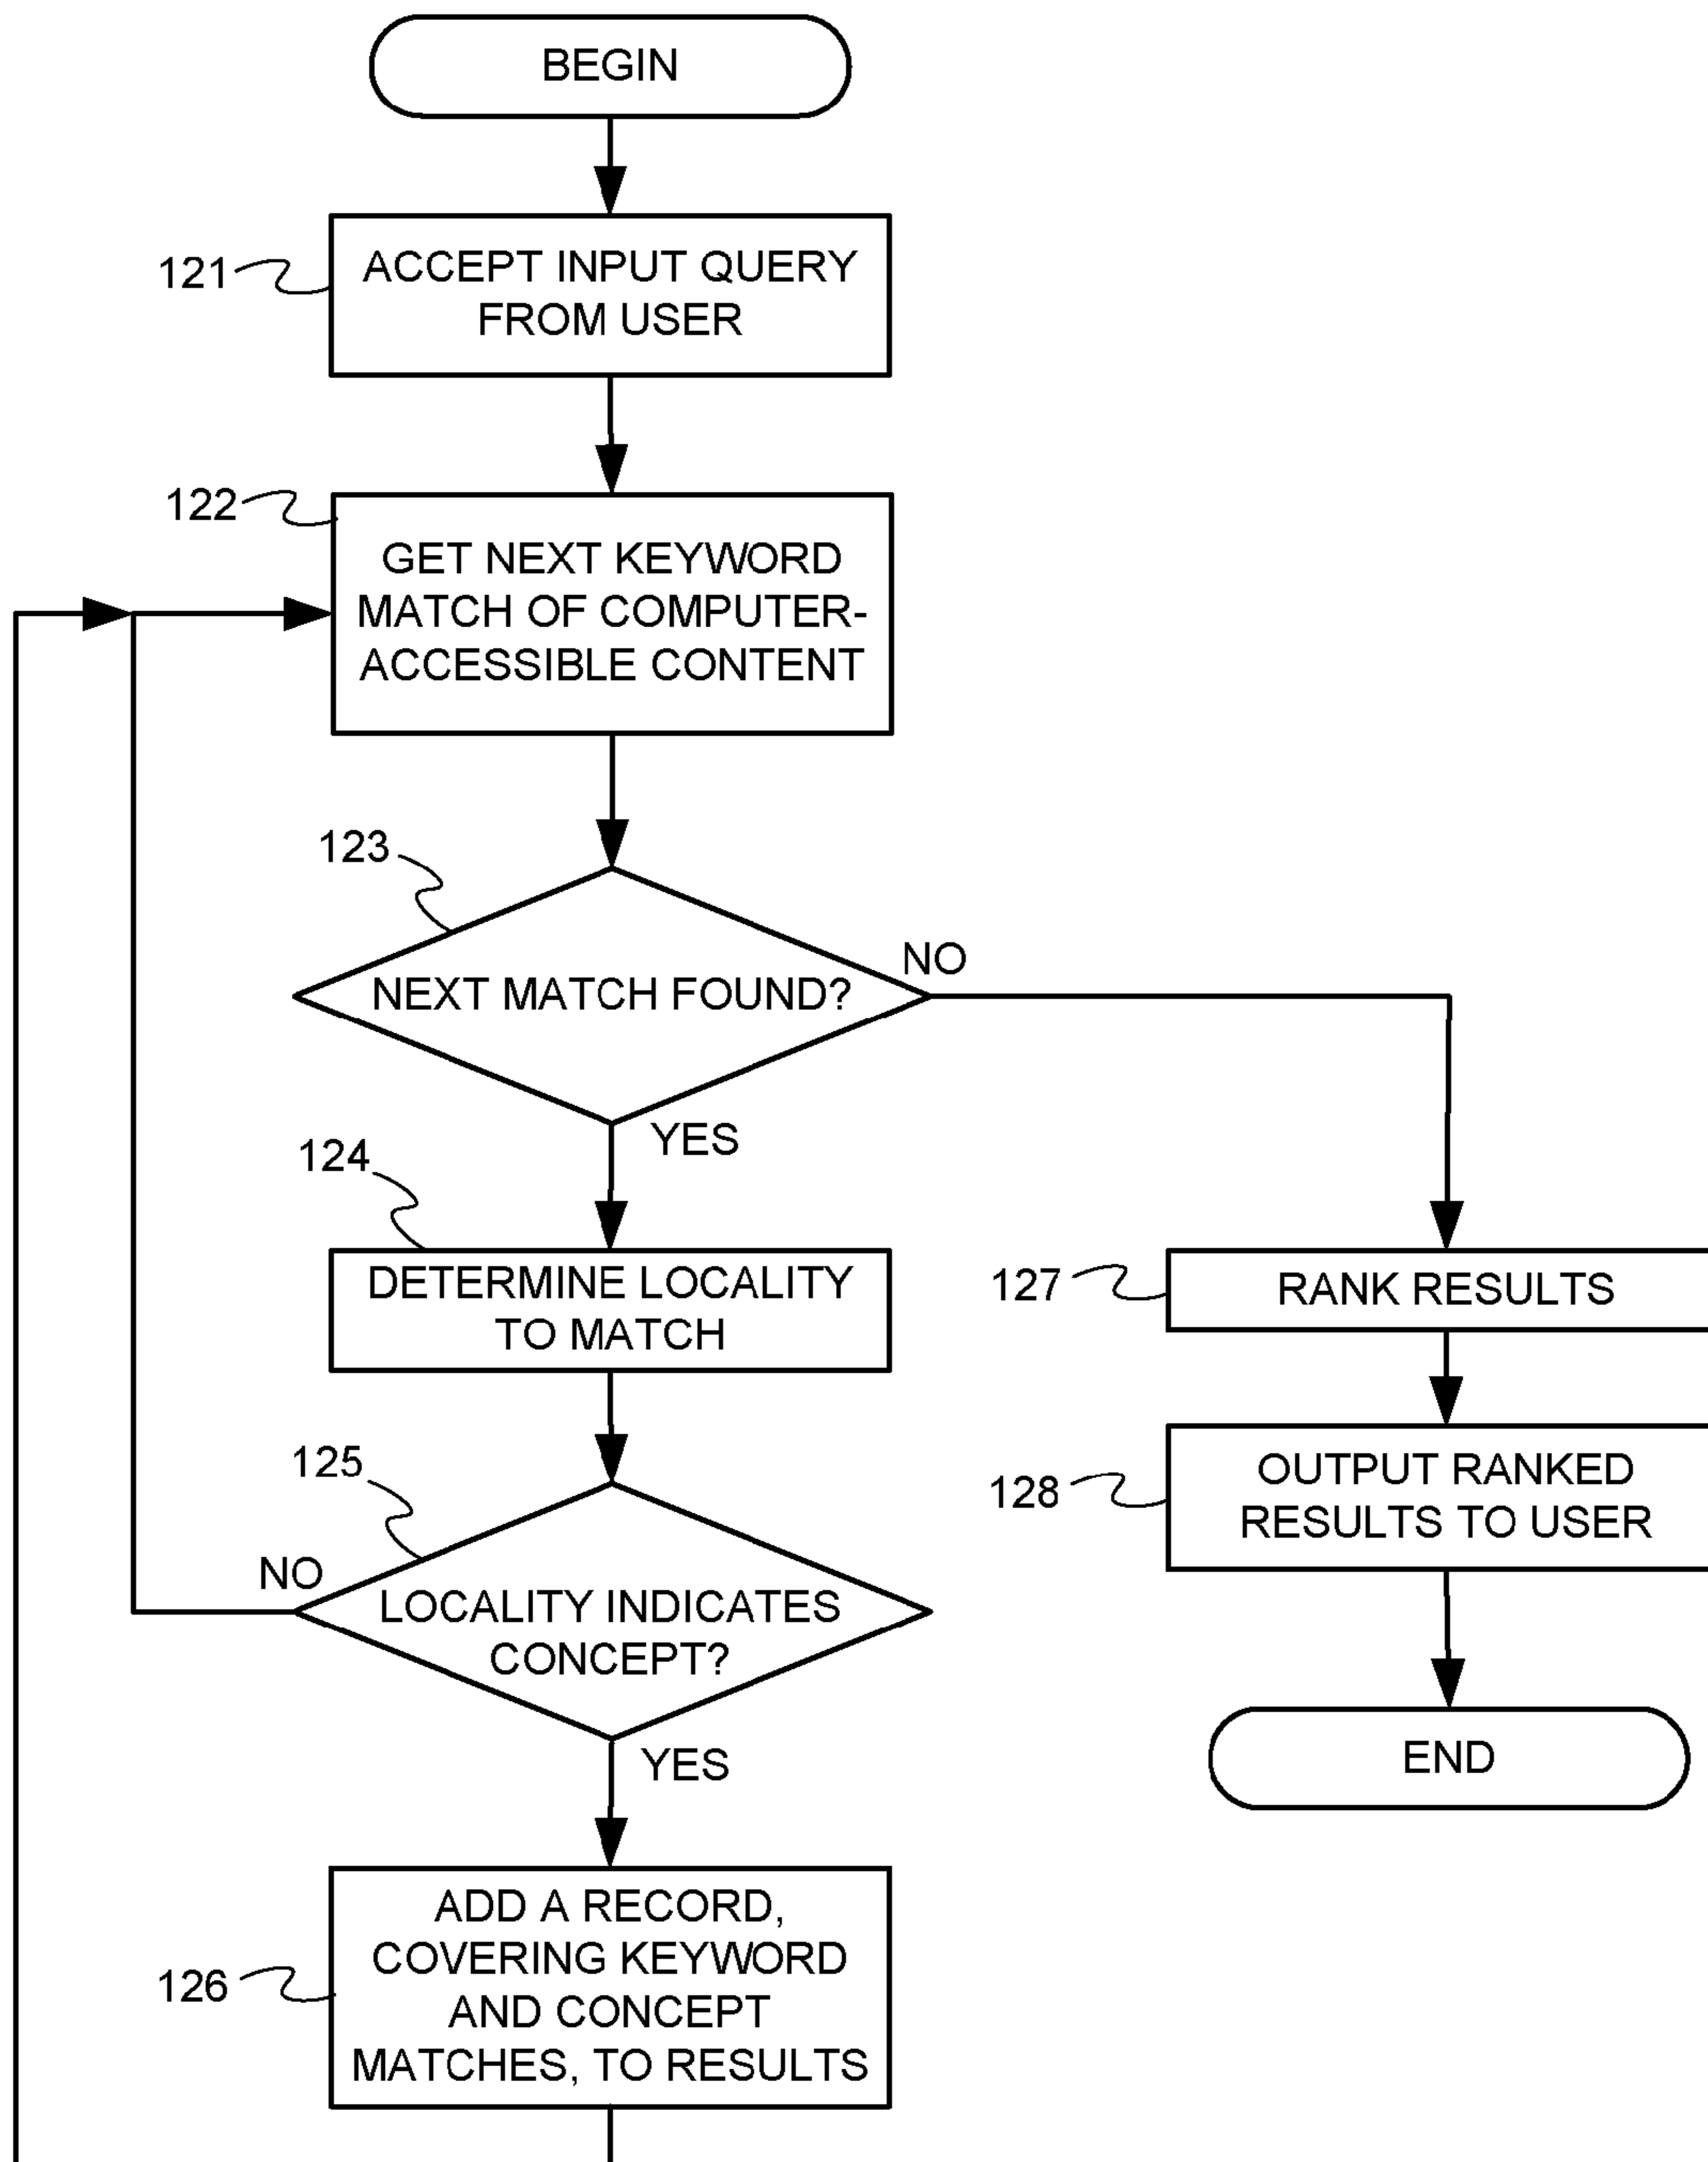 BEGIN
121
ACCEPT INPUT QUERY
FROM USER
122
GET NEXT KEYWORD
MATCH OF COMPUTER-
ACCESSIBLE CONTENT
123
NEXT MATCH FOUND?
NO
YES
124
DETERMINE LOCALITY
TO MATCH
125
NO
LOCALITY INDICATES
CONCEPT?
YES
126
ADD A RECORD,
COVERING KEYWORD
AND CONCEPT
MATCHES, TO RESULTS
127
RANK RESULTS
128
OUTPUT RANKED
RESULTS TO USER
END